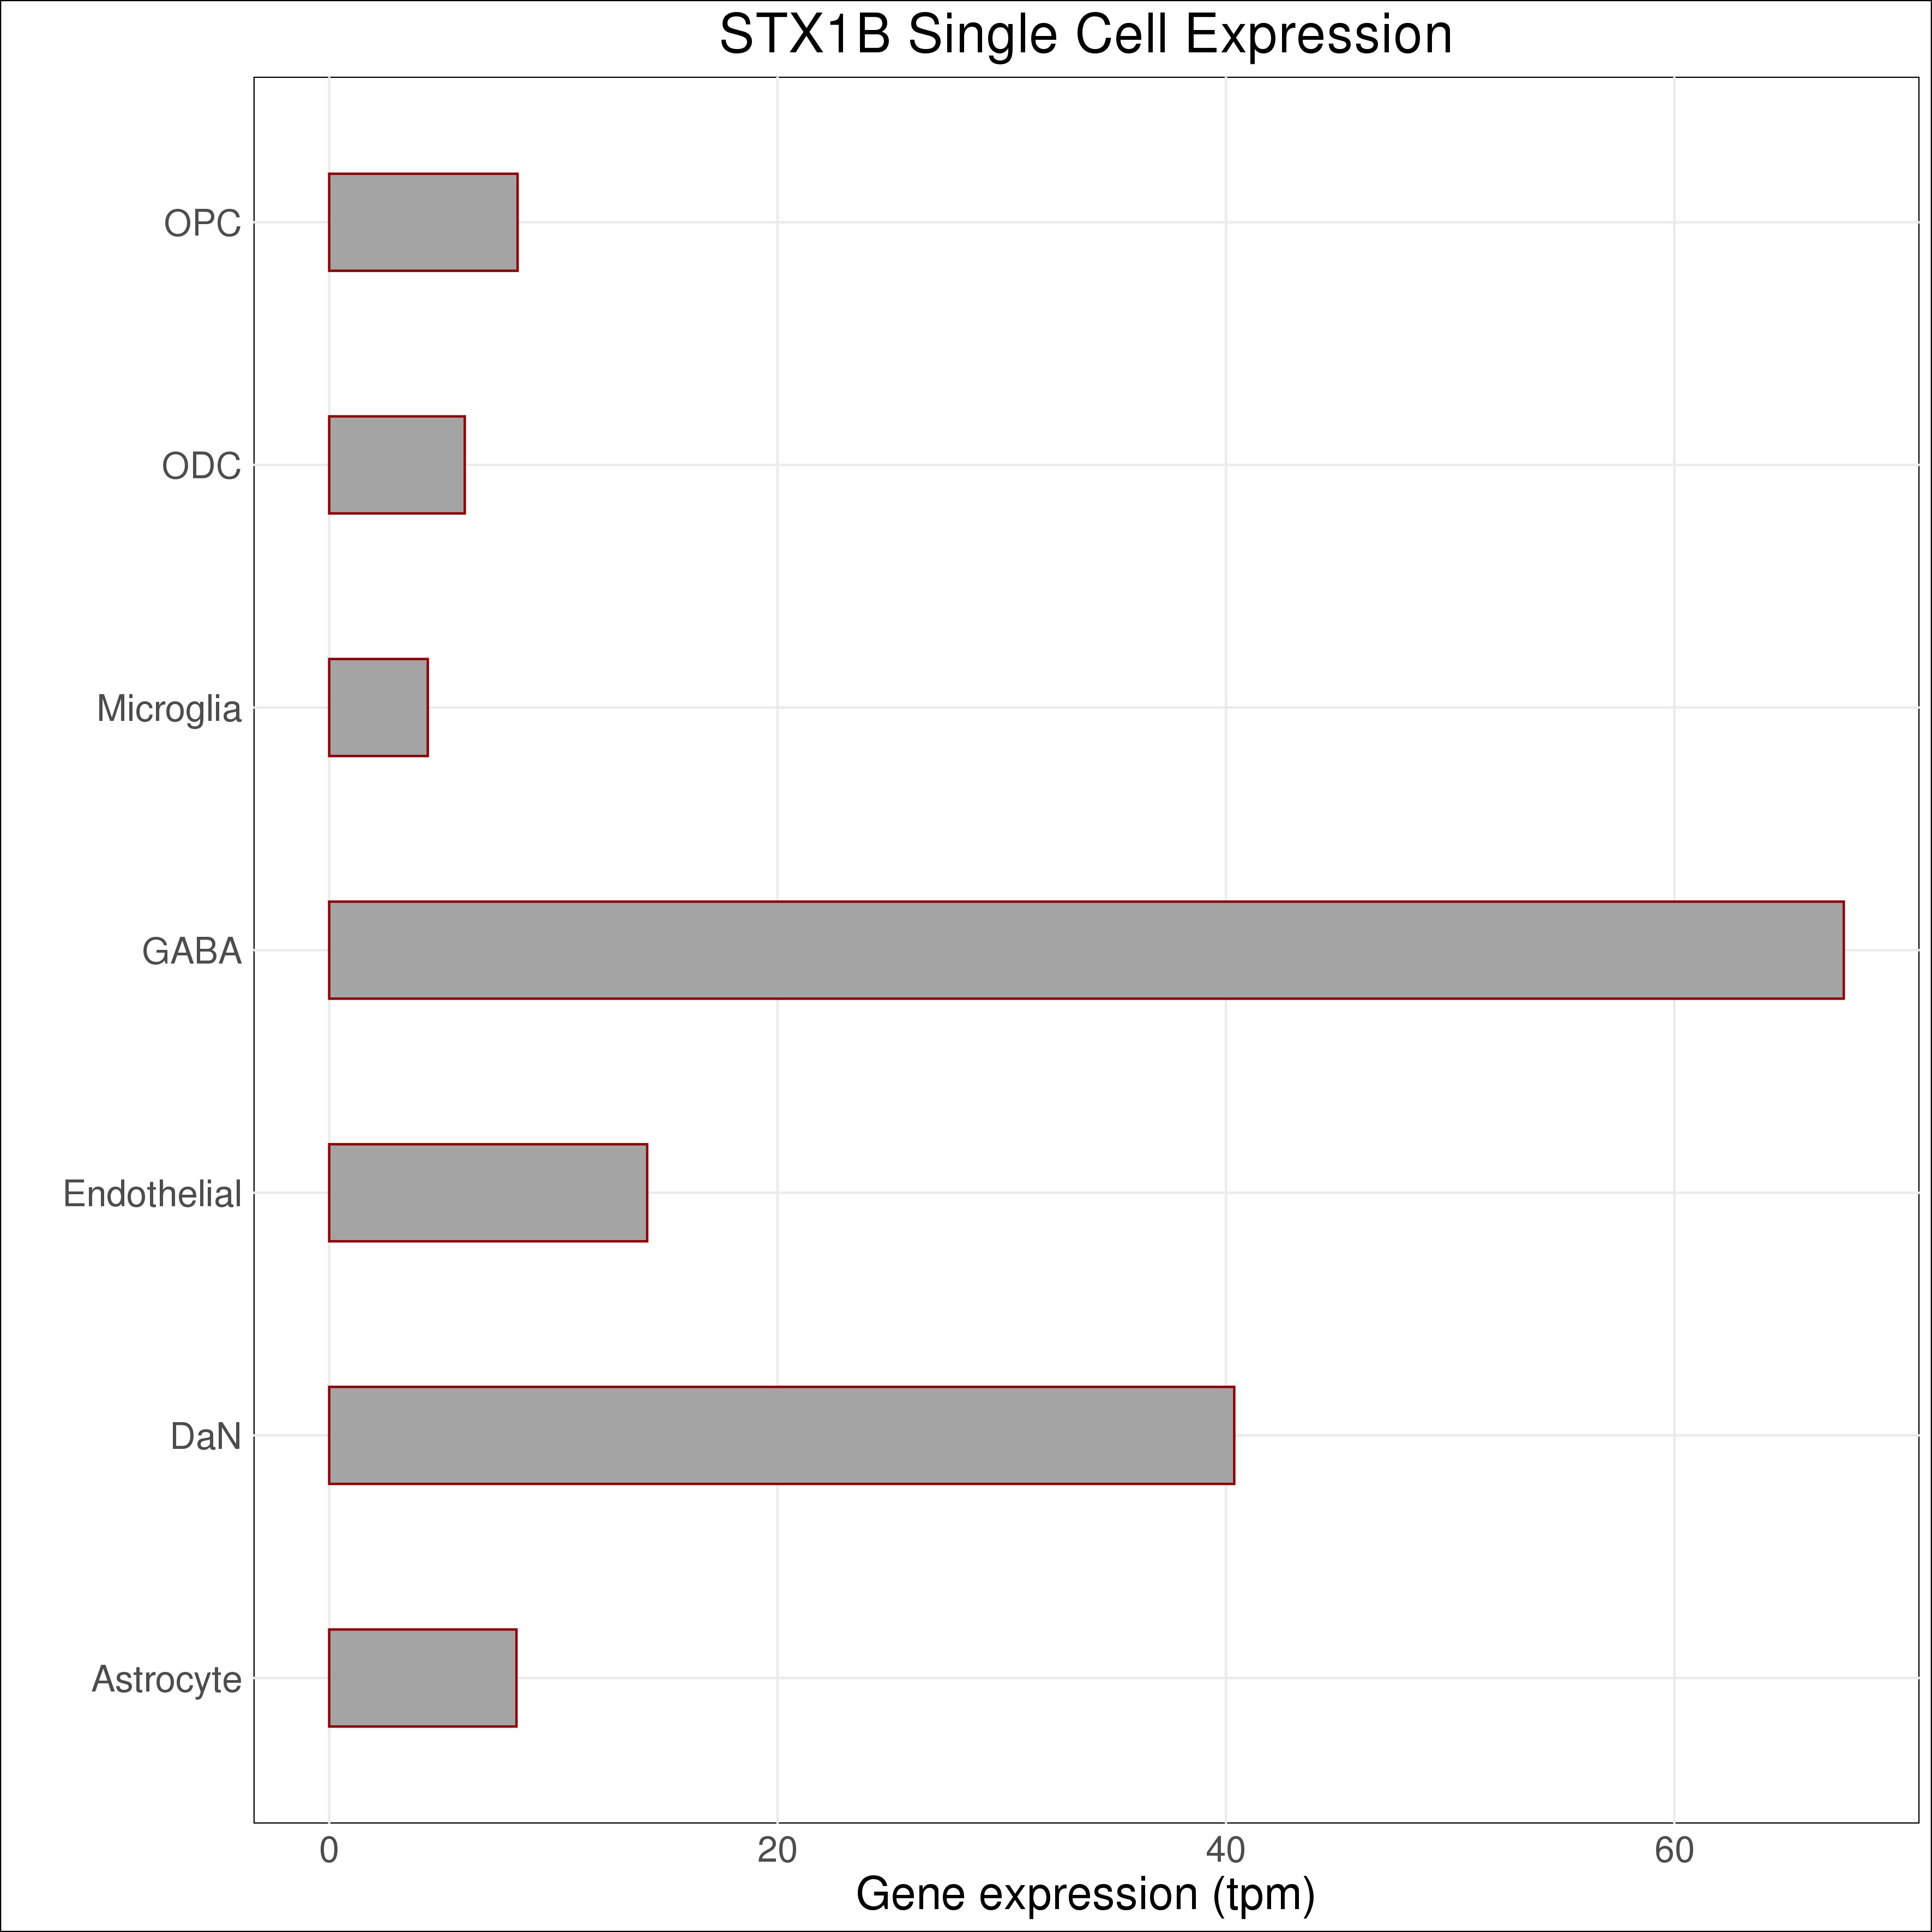 STX1B Single Cell Expression
OPC
ODC
Microglia
GABA
Endothelial
DaN
Astrocyte
0 20 40 60
Gene expression (tpm)